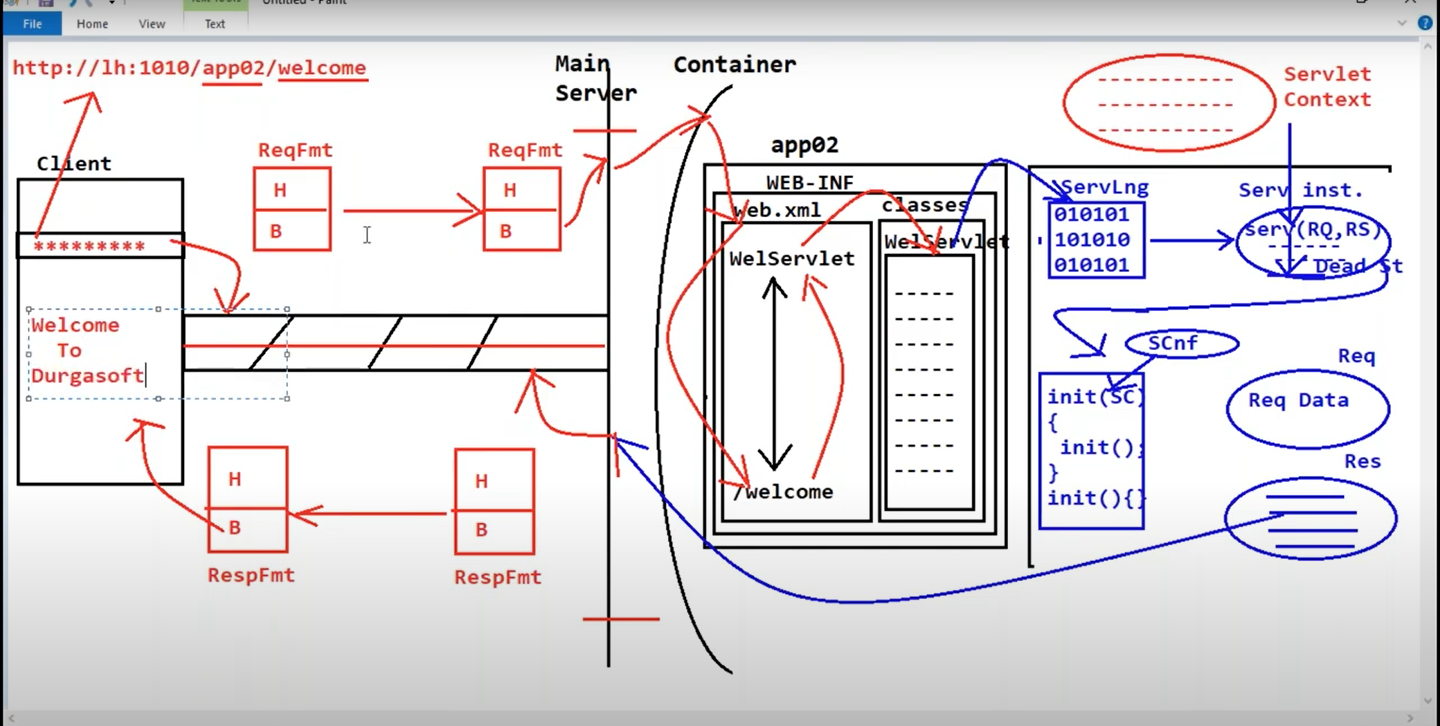 Untitled - Paint
File
Home
View
Text
http://lh:1010/app02/welcome
Main
Server
Container
Servlet
Context
Client
ReqFmt
H
B
ReqFmt
H
B
*********
Welcome
To
Durgasoft
H
B
RespFmt
H
B
RespFmt
app02
WEB-INF
web.xml
classes
WelServlet
/welcome
WelServlet
-----
-----
-----
-----
-----
-----
-----
-----
ServLng
010101
101010
010101
Serv inst.
serv(RQ,RS)
Dead St
SCnf
init(SC)
{
init();
}
init(){}
Req
Req Data
Res